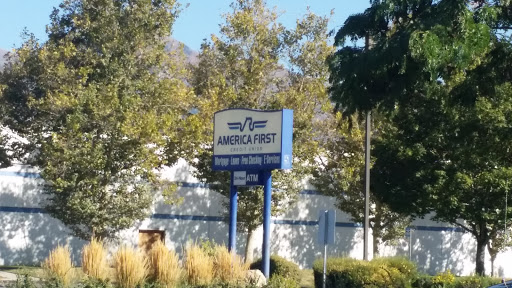 AMERICA FIRST
CREDIT UNION
Mortgage · Loans · Free Checking · E Services
ATM